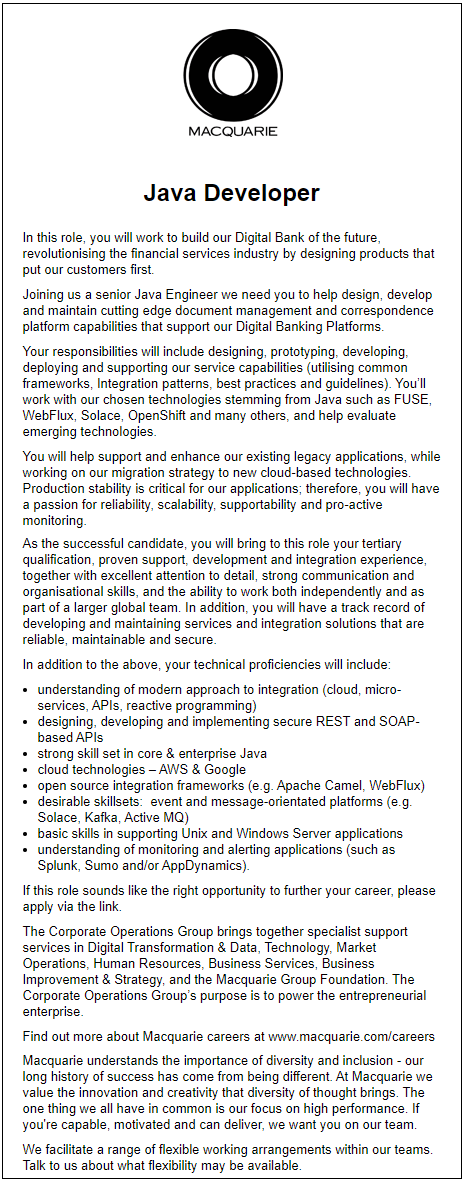 MACQUARIE
Java Developer
In this role, you will work to build our Digital Bank of the future,
revolutionising the financial services industry by designing products that
put our customers first.
Joining us a senior Java Engineer we need you to help design, develop
and maintain cutting edge document management and correspondence
platform capabilities that support our Digital Banking Platforms.
Your responsibilities will include designing, prototyping, developing,
deploying and supporting our service capabilities (utilising common
frameworks, Integration patterns, best practices and guidelines). You’ll
work with our chosen technologies stemming from Java such as FUSE,
WebFlux, Solace, OpenShift and many others, and help evaluate
emerging technologies.
You will help support and enhance our existing legacy applications, while
working on our migration strategy to new cloud-based technologies.
Production stability is critical for our applications; therefore, you will have
a passion for reliability, scalability, supportability and pro-active
monitoring.
As the successful candidate, you will bring to this role your tertiary
qualification, proven support, development and integration experience,
together with excellent attention to detail, strong communication and
organisational skills, and the ability to work both independently and as
part of a larger global team. In addition, you will have a track record of
developing and maintaining services and integration solutions that are
reliable, maintainable and secure.
In addition to the above, your technical proficiencies will include:
• understanding of modern approach to integration (cloud, micro-
services, APIs, reactive programming)
• designing, developing and implementing secure REST and SOAP-
based APIs
• strong skill set in core & enterprise Java
• cloud technologies – AWS & Google
• open source integration frameworks (e.g. Apache Camel, WebFlux)
• desirable skillsets:  event and message-orientated platforms (e.g.
Solace, Kafka, Active MQ)
• basic skills in supporting Unix and Windows Server applications
• understanding of monitoring and alerting applications (such as
Splunk, Sumo and/or AppDynamics).
If this role sounds like the right opportunity to further your career, please
apply via the link.
The Corporate Operations Group brings together specialist support
services in Digital Transformation & Data, Technology, Market
Operations, Human Resources, Business Services, Business
Improvement & Strategy, and the Macquarie Group Foundation. The
Corporate Operations Group’s purpose is to power the entrepreneurial
enterprise.
Find out more about Macquarie careers at www.macquarie.com/careers
Macquarie understands the importance of diversity and inclusion - our
long history of success has come from being different. At Macquarie we
value the innovation and creativity that diversity of thought brings. The
one thing we all have in common is our focus on high performance. If
you’re capable, motivated and can deliver, we want you on our team.
We facilitate a range of flexible working arrangements within our teams.
Talk to us about what flexibility may be available.